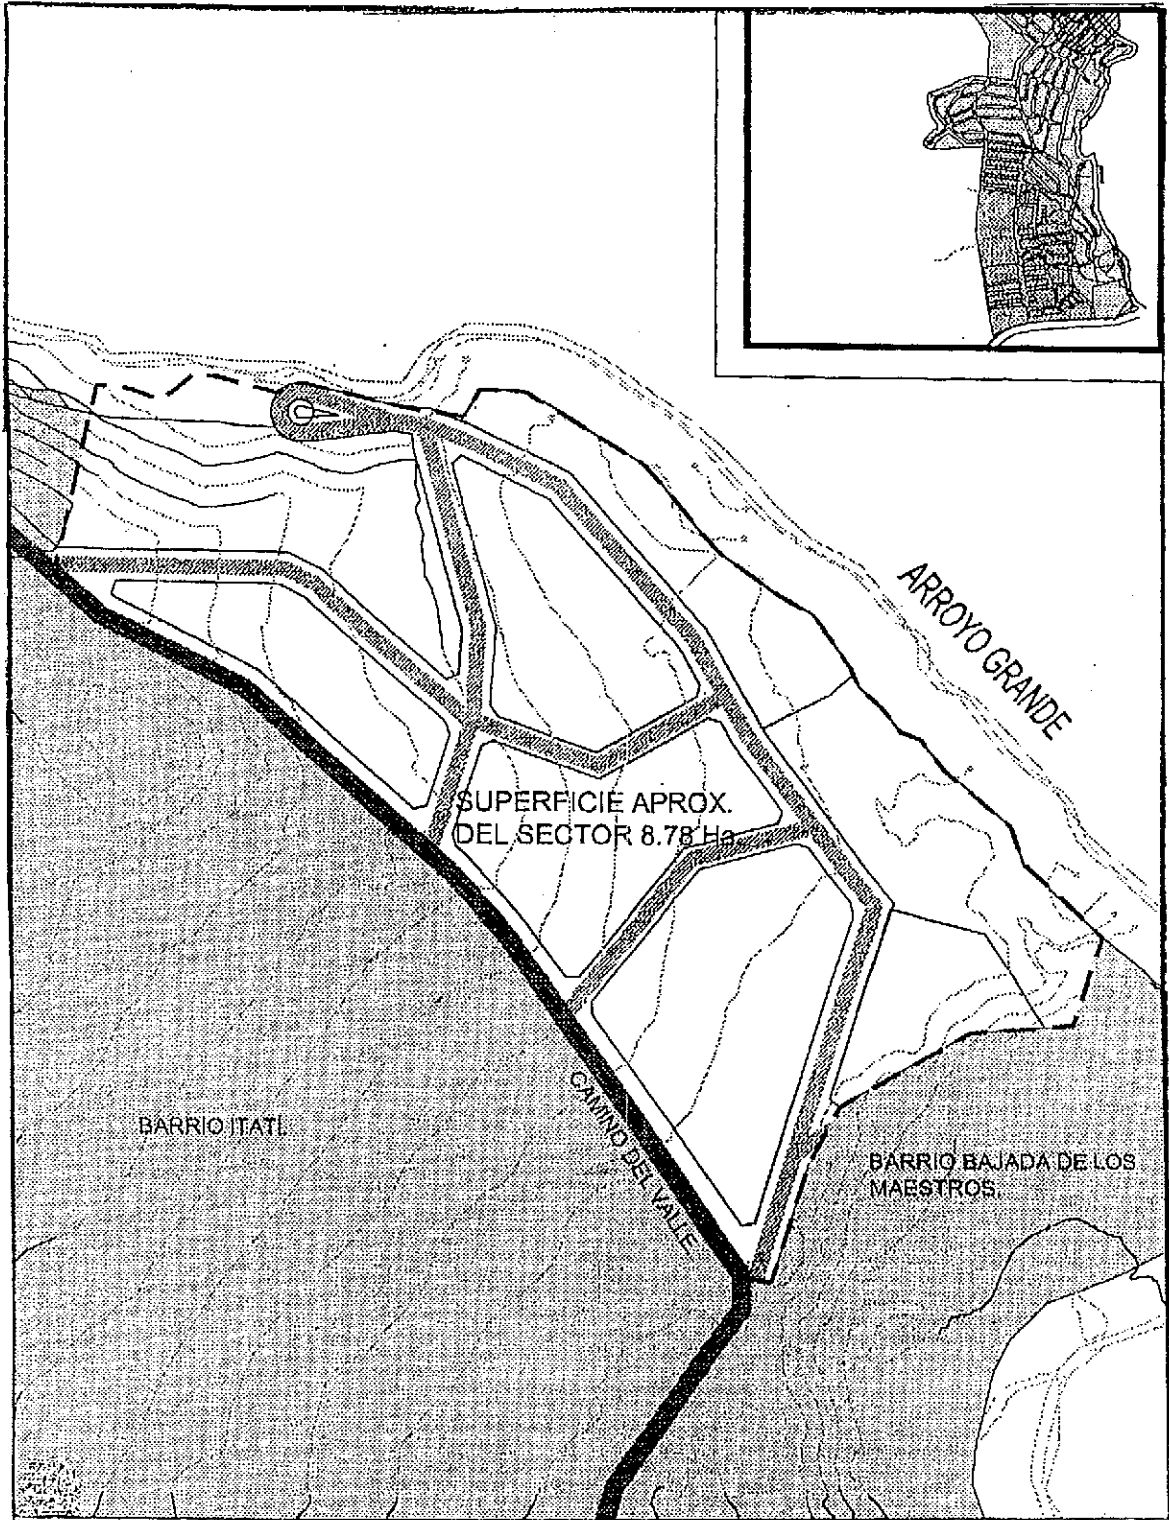 ARROYO GRANDE
SUPERFICIE APROX.
DEL SECTOR 8.78 Ha.
CAMINO DEL VALLE
BARRIO ITATI.
BARRIO BAJADA DE LOS
MAESTROS.